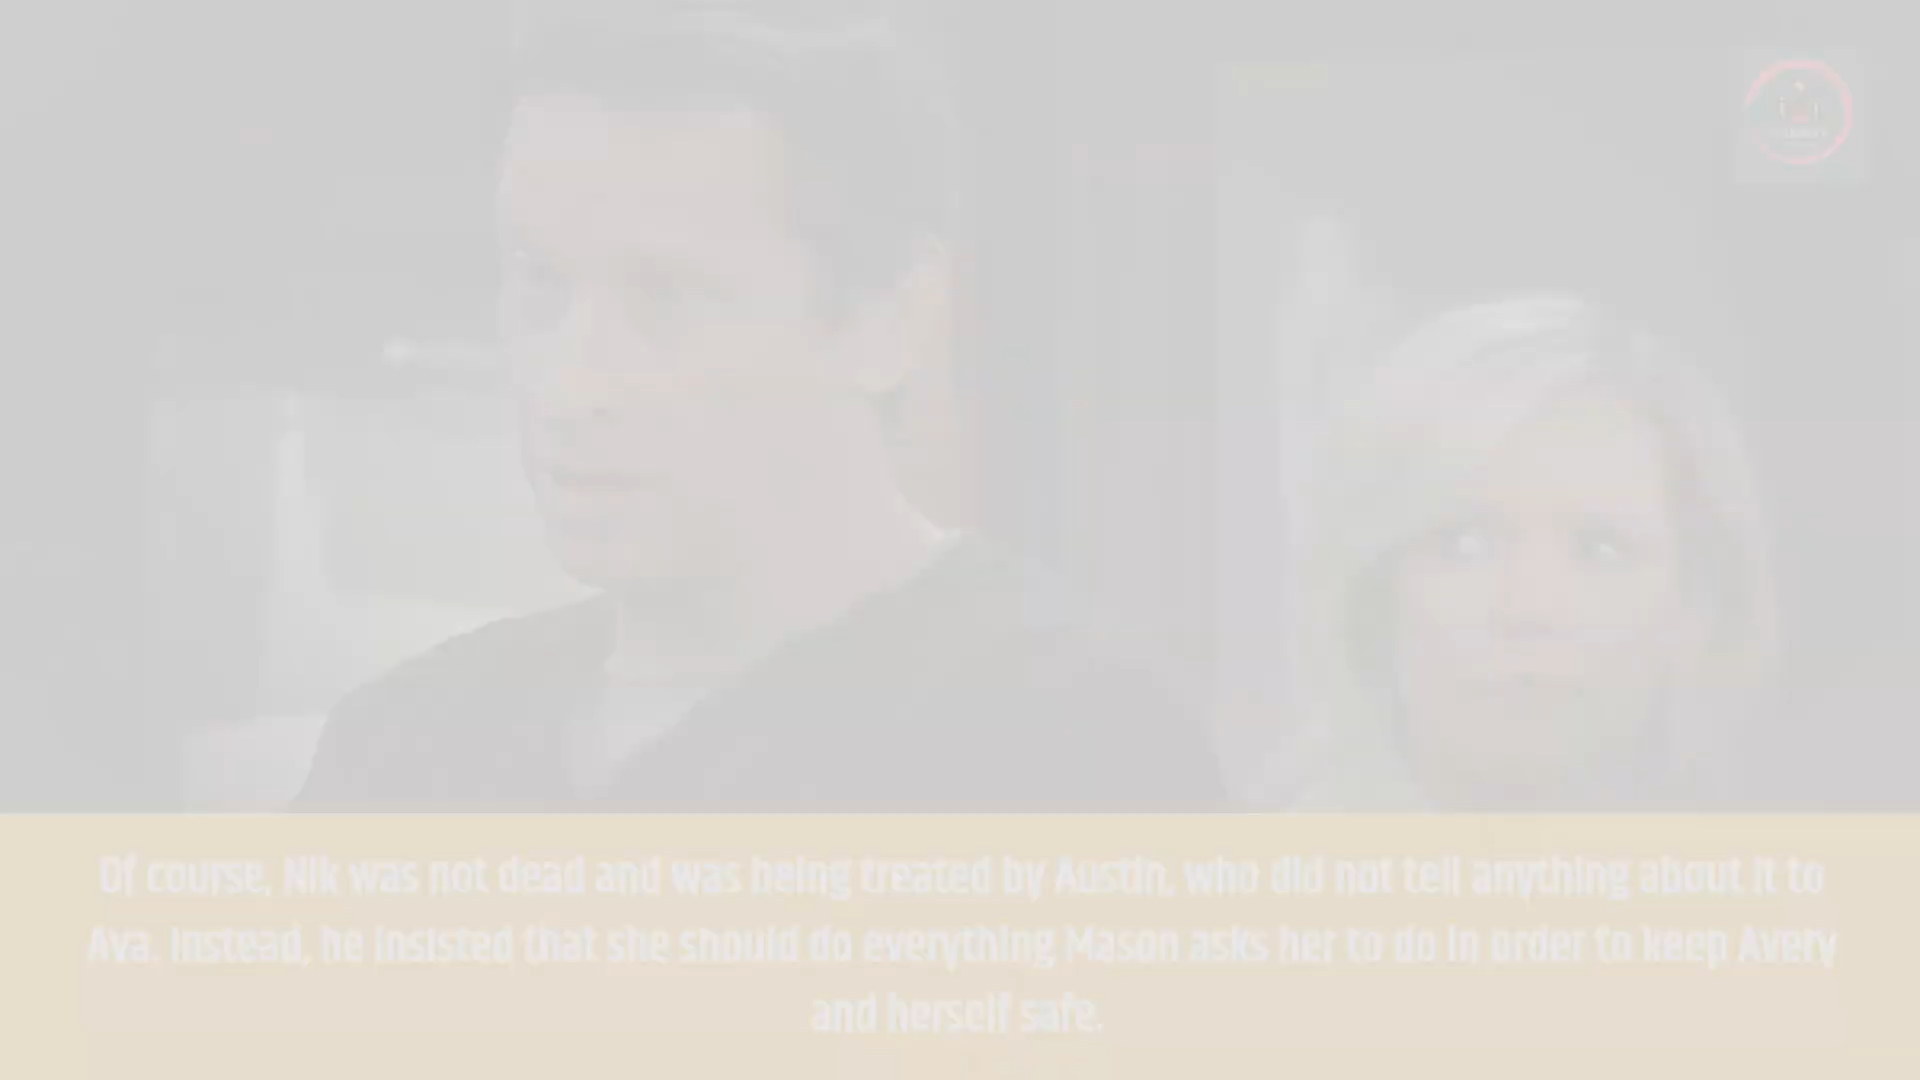 Of course, Nik was not dead and was being treated by Austin, who did not tell anything about it to
Ava. Instead, he insisted that she should do everything Mason asks her to do in order to keep Avery
and herself safe.